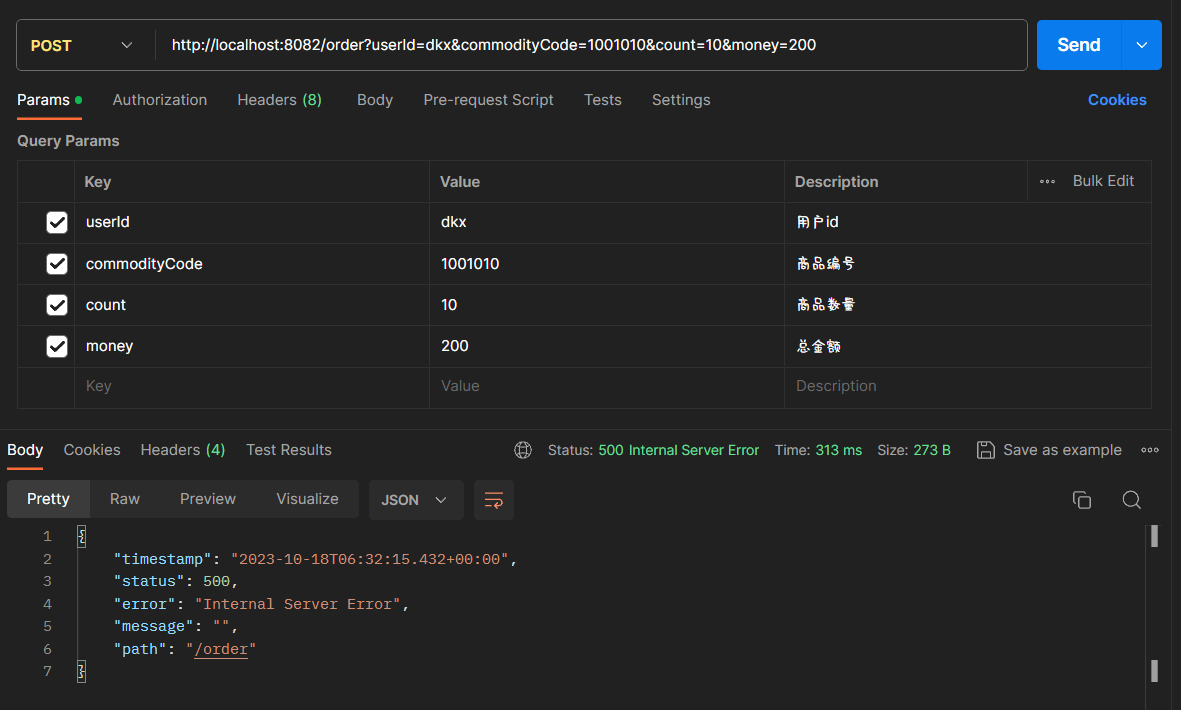 POST http://localhost:8082/order?userId=dkx&commodityCode=1001010&count=10&money=200 Send
Params Authorization Headers (8) Body Pre-request Script Tests Settings Cookies
Query Params
Key Value Description Bulk Edit
userId dkx 用户id
commodityCode 1001010 商品编号
count 10 商品数量
money 200 总金额
Key Value Description
Body Cookies Headers (4) Test Results Status: 500 Internal Server Error Time: 313 ms Size: 273 B Save as example
Pretty Raw Preview Visualize JSON
1 {
2 "timestamp": "2023-10-18T06:32:15.432+00:00",
3 "status": 500,
4 "error": "Internal Server Error",
5 "message": "",
6 "path": "/order"
7 }